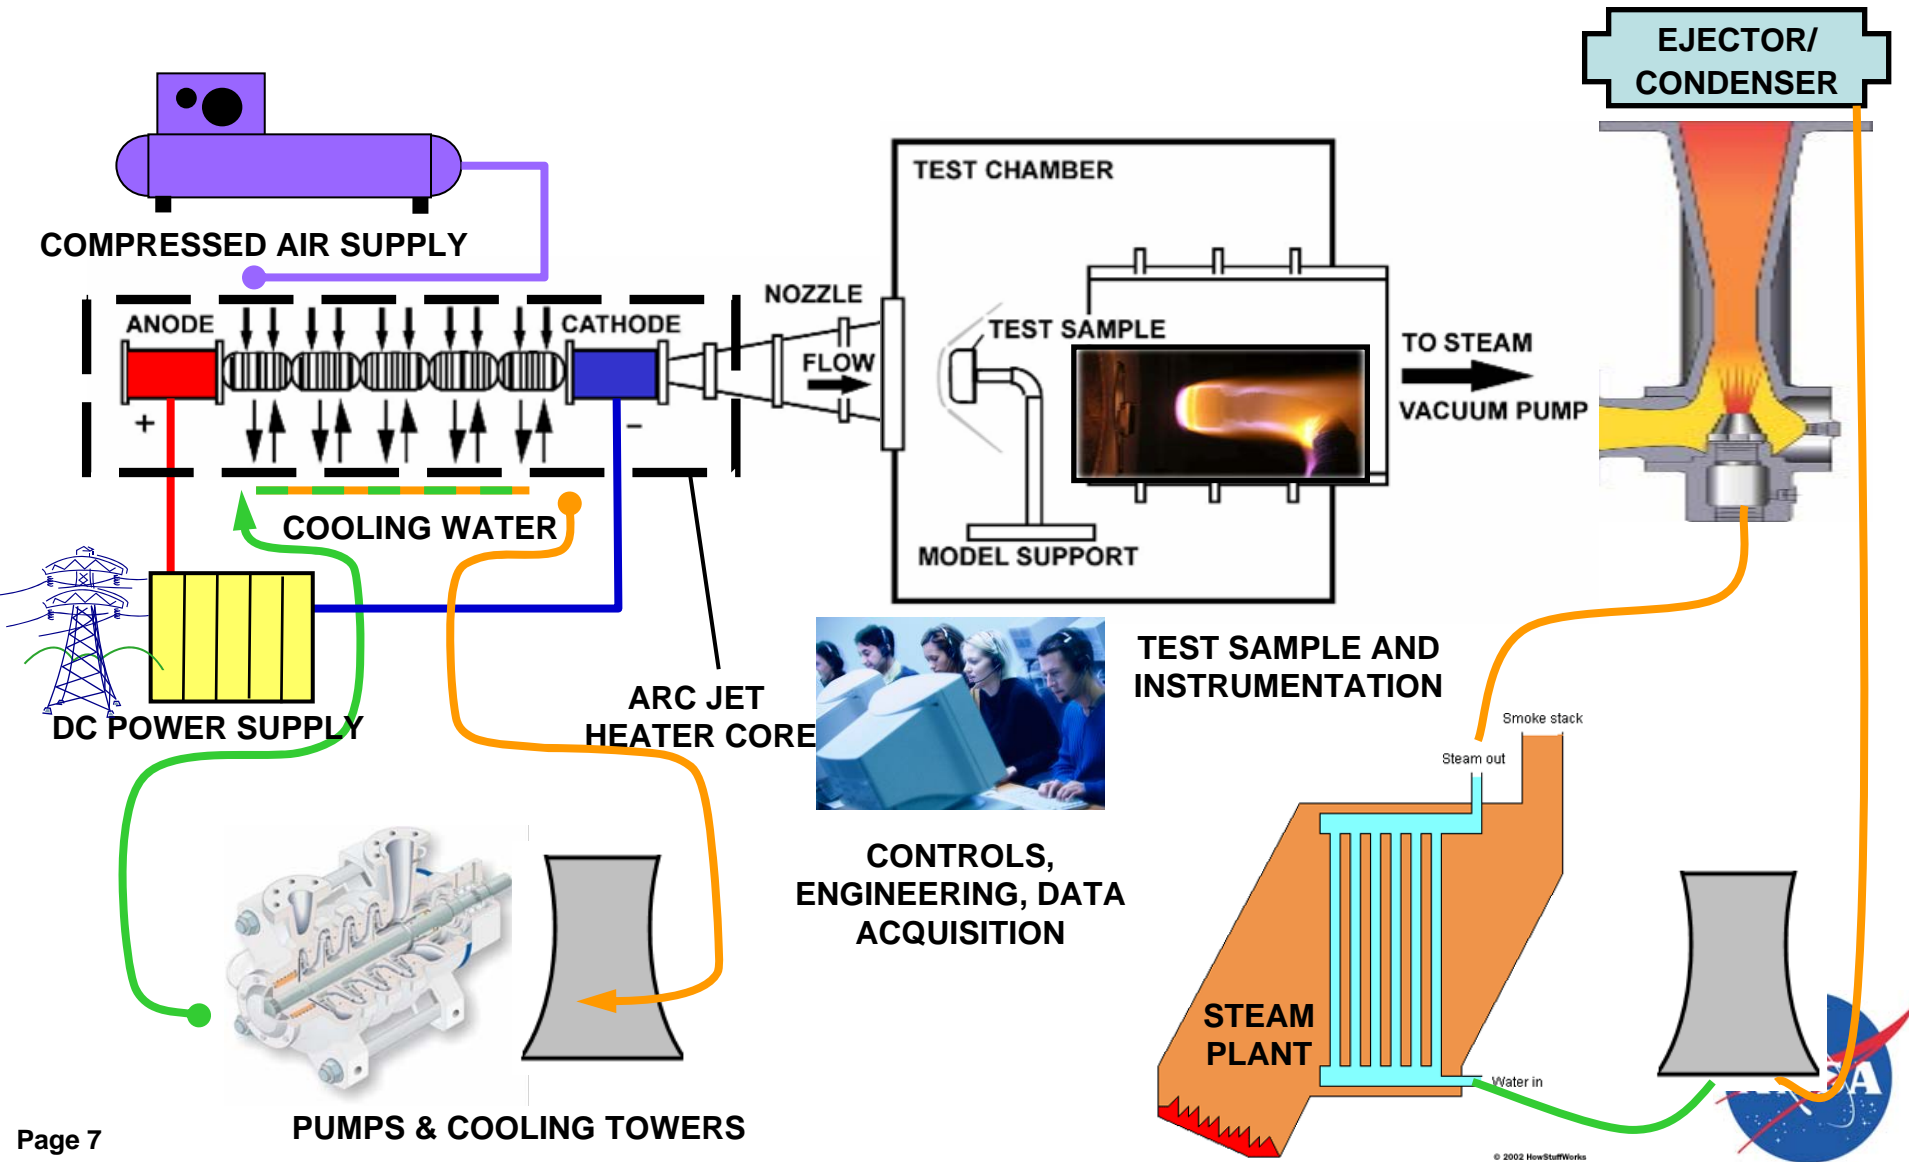 EJECTOR/
CONDENSER
COMPRESSED AIR SUPPLY
TEST CHAMBER
ANODE
CATHODE
NOZZLE
FLOW
TEST SAMPLE
TO STEAM
VACUUM PUMP
+
−
COOLING WATER
MODEL SUPPORT
DC POWER SUPPLY
ARC JET
HEATER CORE
TEST SAMPLE AND
INSTRUMENTATION
Smoke stack
Steam out
CONTROLS,
ENGINEERING, DATA
ACQUISITION
STEAM
PLANT
Water in
PUMPS & COOLING TOWERS
Page 7
© 2002 HowStuffWorks